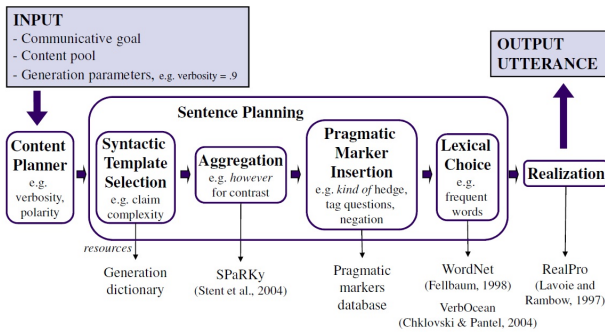 INPUT
- Communicative goal
- Content pool
- Generation parameters, e.g. verbosity = .9
OUTPUT
UTTERANCE
Sentence Planning
Content
Planner
e.g.
verbosity,
polarity
Syntactic
Template
Selection
e.g. claim
complexity
Aggregation
e.g. however
for contrast
Pragmatic
Marker
Insertion
e.g. kind of hedge,
tag questions,
negation
Lexical
Choice
e.g.
frequent
words
Realization
resources
Generation
dictionary
SPaRKy
(Stent et al., 2004)
Pragmatic
markers
database
WordNet
(Fellbaum, 1998)
VerbOcean
(Chklovski & Pantel, 2004)
RealPro
(Lavoie and
Rambow, 1997)